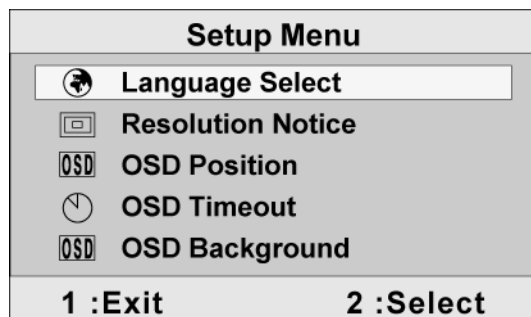 Setup Menu
Language Select
Resolution Notice
OSD OSD Position
OSD Timeout
OSD OSD Background
1 :Exit 2 :Select